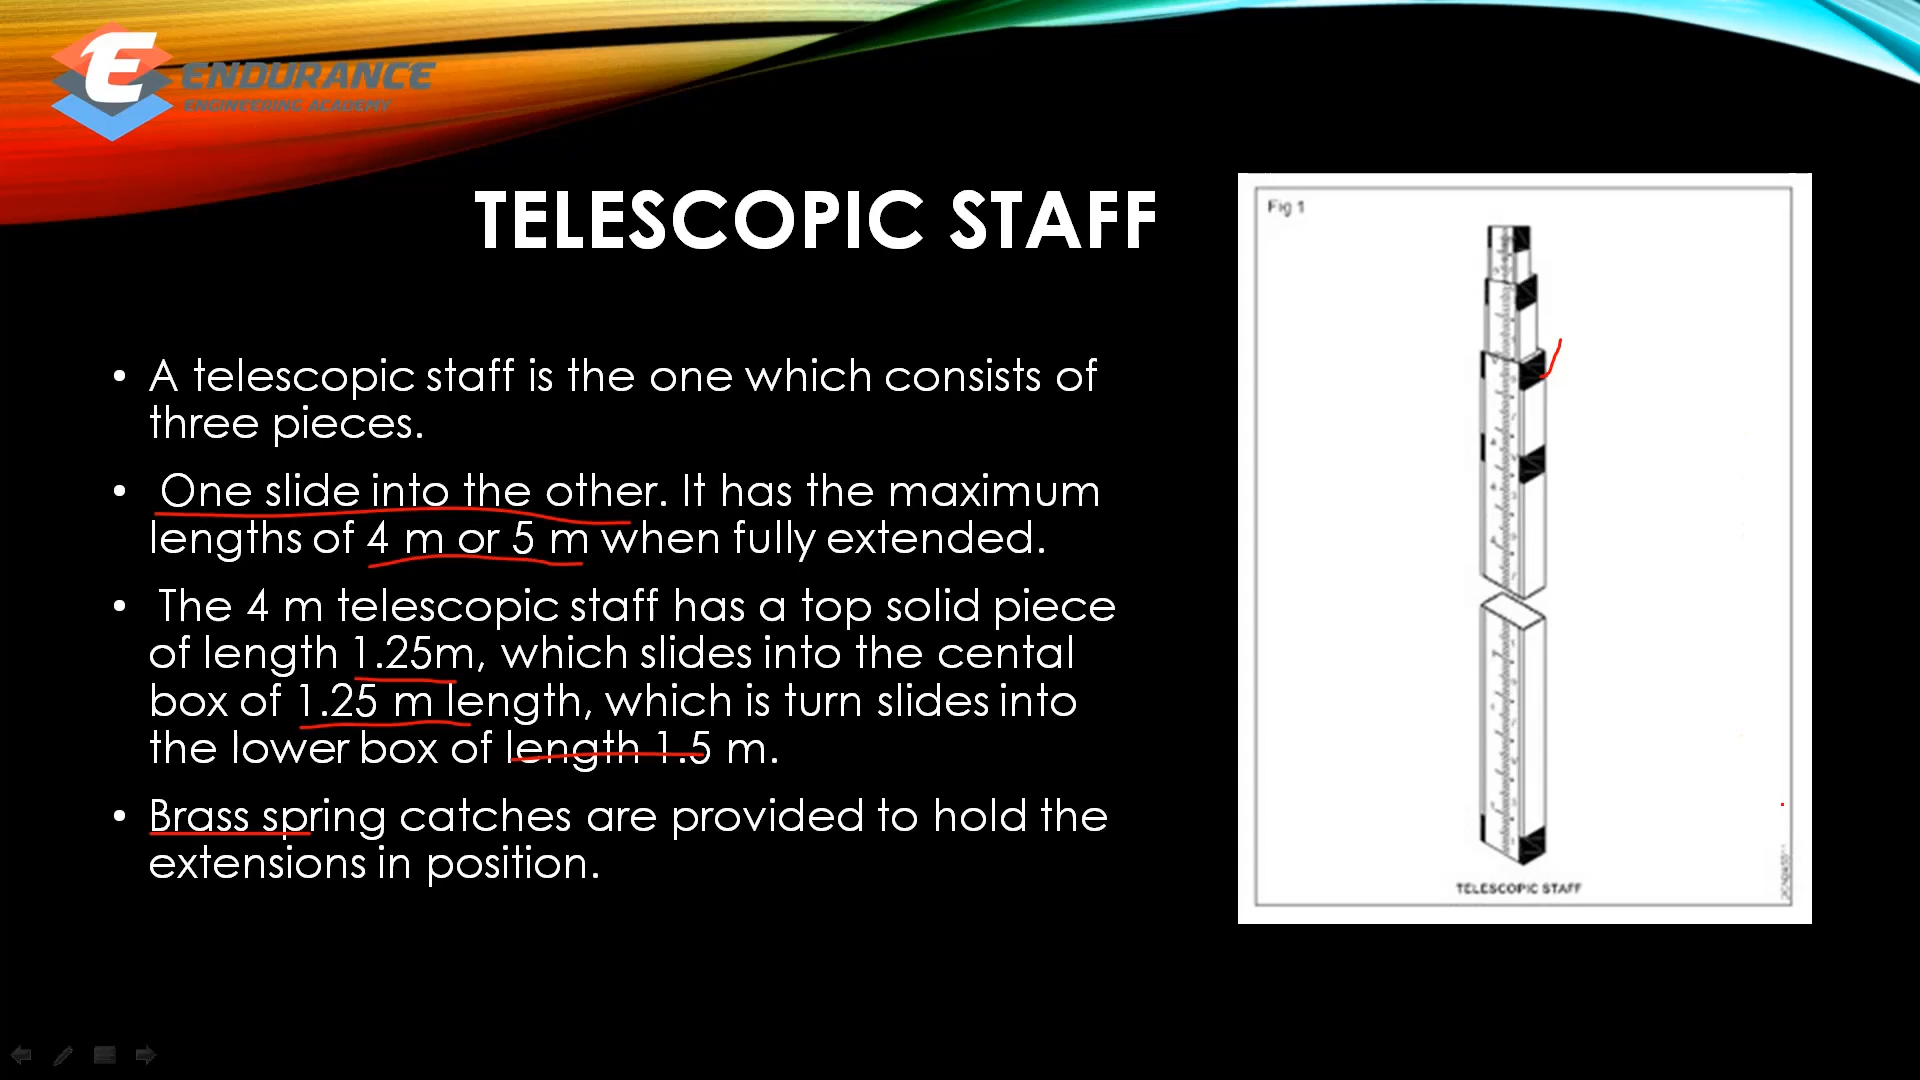 ENDURANCE
ENGINEERING ACADEMY
TELESCOPIC STAFF
Fig 1
• A telescopic staff is the one which consists of
three pieces.
• One slide into the other. It has the maximum
lengths of 4 m or 5 m when fully extended.
• The 4 m telescopic staff has a top solid piece
of length 1.25m, which slides into the cental
box of 1.25 m length, which is turn slides into
the lower box of length 1.5 m.
• Brass spring catches are provided to hold the
extensions in position.
TELESCOPIC STAFF